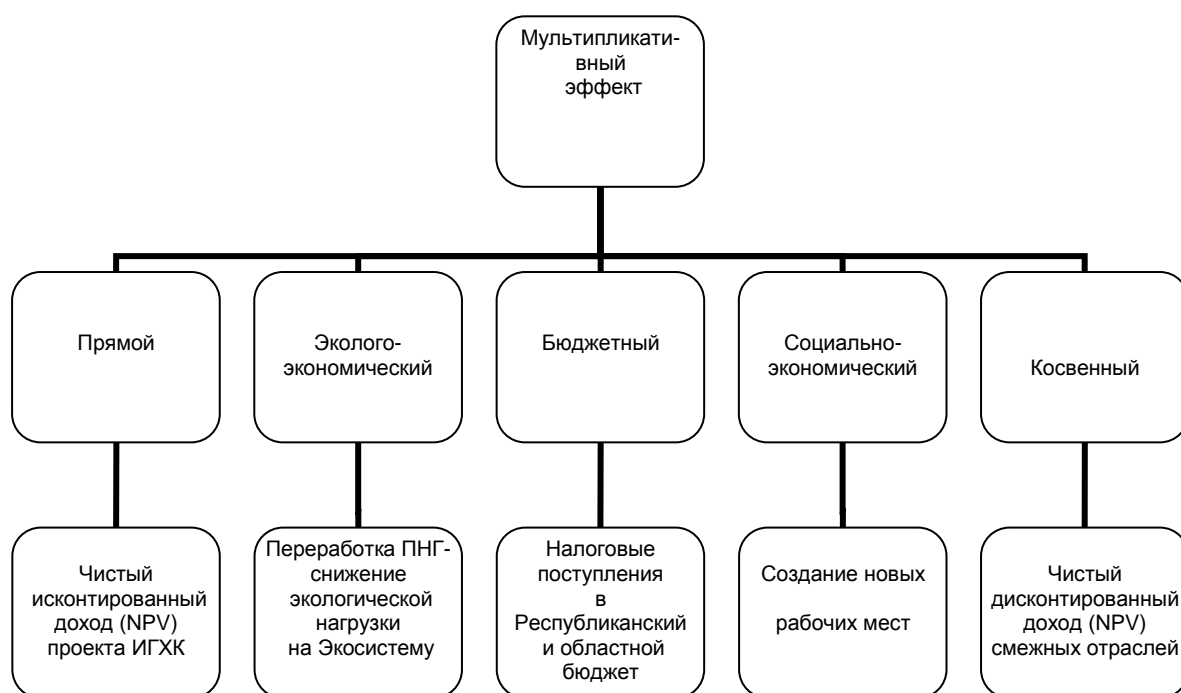 Мультипликати-
вный
эффект
Прямой
Эколого-
экономический
Бюджетный
Социально-
экономический
Косвенный
Чистый
исконтированный
доход (NPV)
проекта ИГХК
Переработка ПНГ-
снижение
экологической
нагрузки
на Экосистему
Налоговые
поступления
в
Республиканский
и областной
бюджет
Создание новых
рабочих мест
Чистый
дисконтированный
доход (NPV)
смежных отраслей